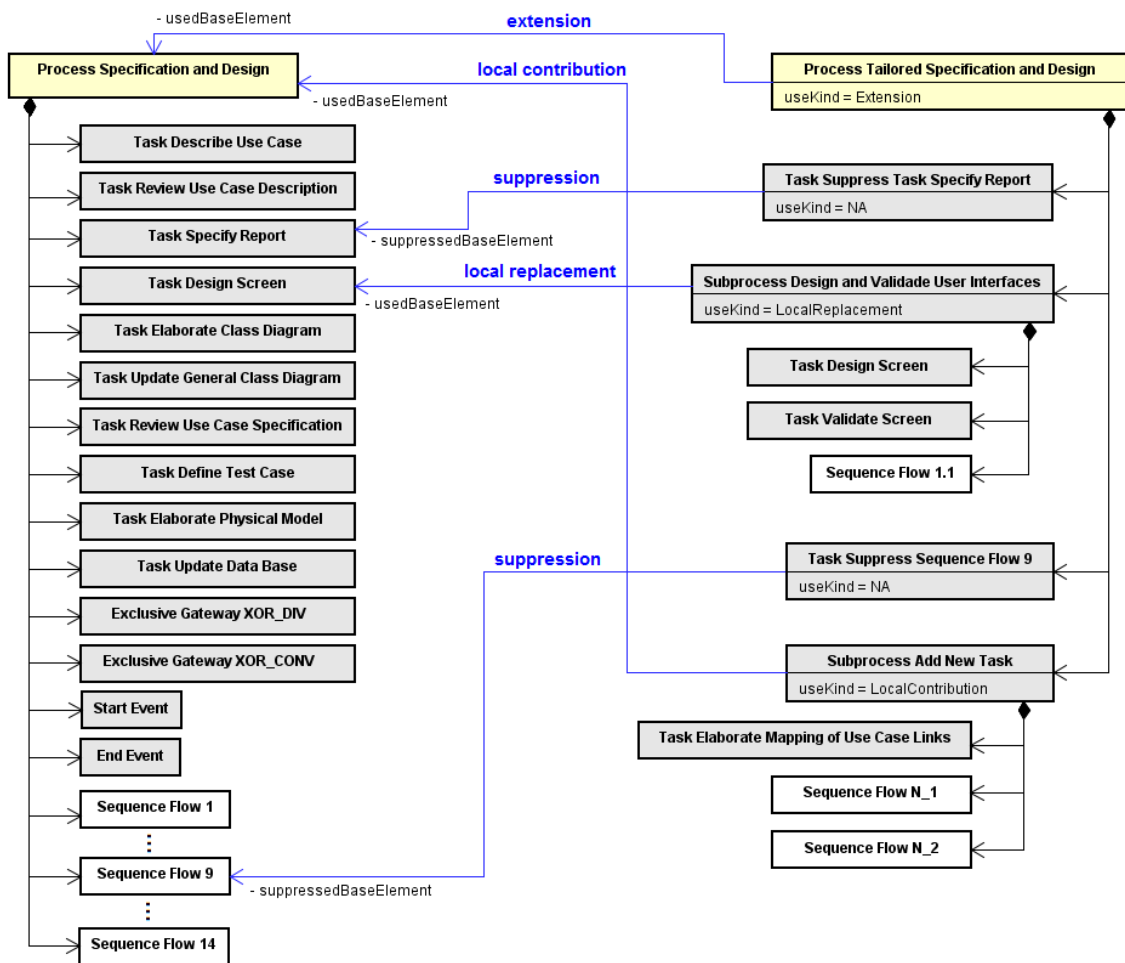 - usedBaseElement
extension
Process Specification and Design
local contribution
- usedBaseElement
Process Tailored Specification and Design
useKind = Extension
Task Describe Use Case
Task Review Use Case Description
suppression
Task Suppress Task Specify Report
useKind = NA
Task Specify Report
- suppressedBaseElement
Task Design Screen
local replacement
- usedBaseElement
Subprocess Design and Validade User Interfaces
useKind = LocalReplacement
Task Elaborate Class Diagram
Task Design Screen
Task Update General Class Diagram
Task Validate Screen
Task Review Use Case Specification
Sequence Flow 1.1
Task Define Test Case
Task Elaborate Physical Model
Task Update Data Base
suppression
Task Suppress Sequence Flow 9
useKind = NA
Exclusive Gateway XOR_DIV
Exclusive Gateway XOR_CONV
Subprocess Add New Task
useKind = LocalContribution
Start Event
Task Elaborate Mapping of Use Case Links
End Event
Sequence Flow N_1
Sequence Flow 1
Sequence Flow N_2
Sequence Flow 9
- suppressedBaseElement
Sequence Flow 14